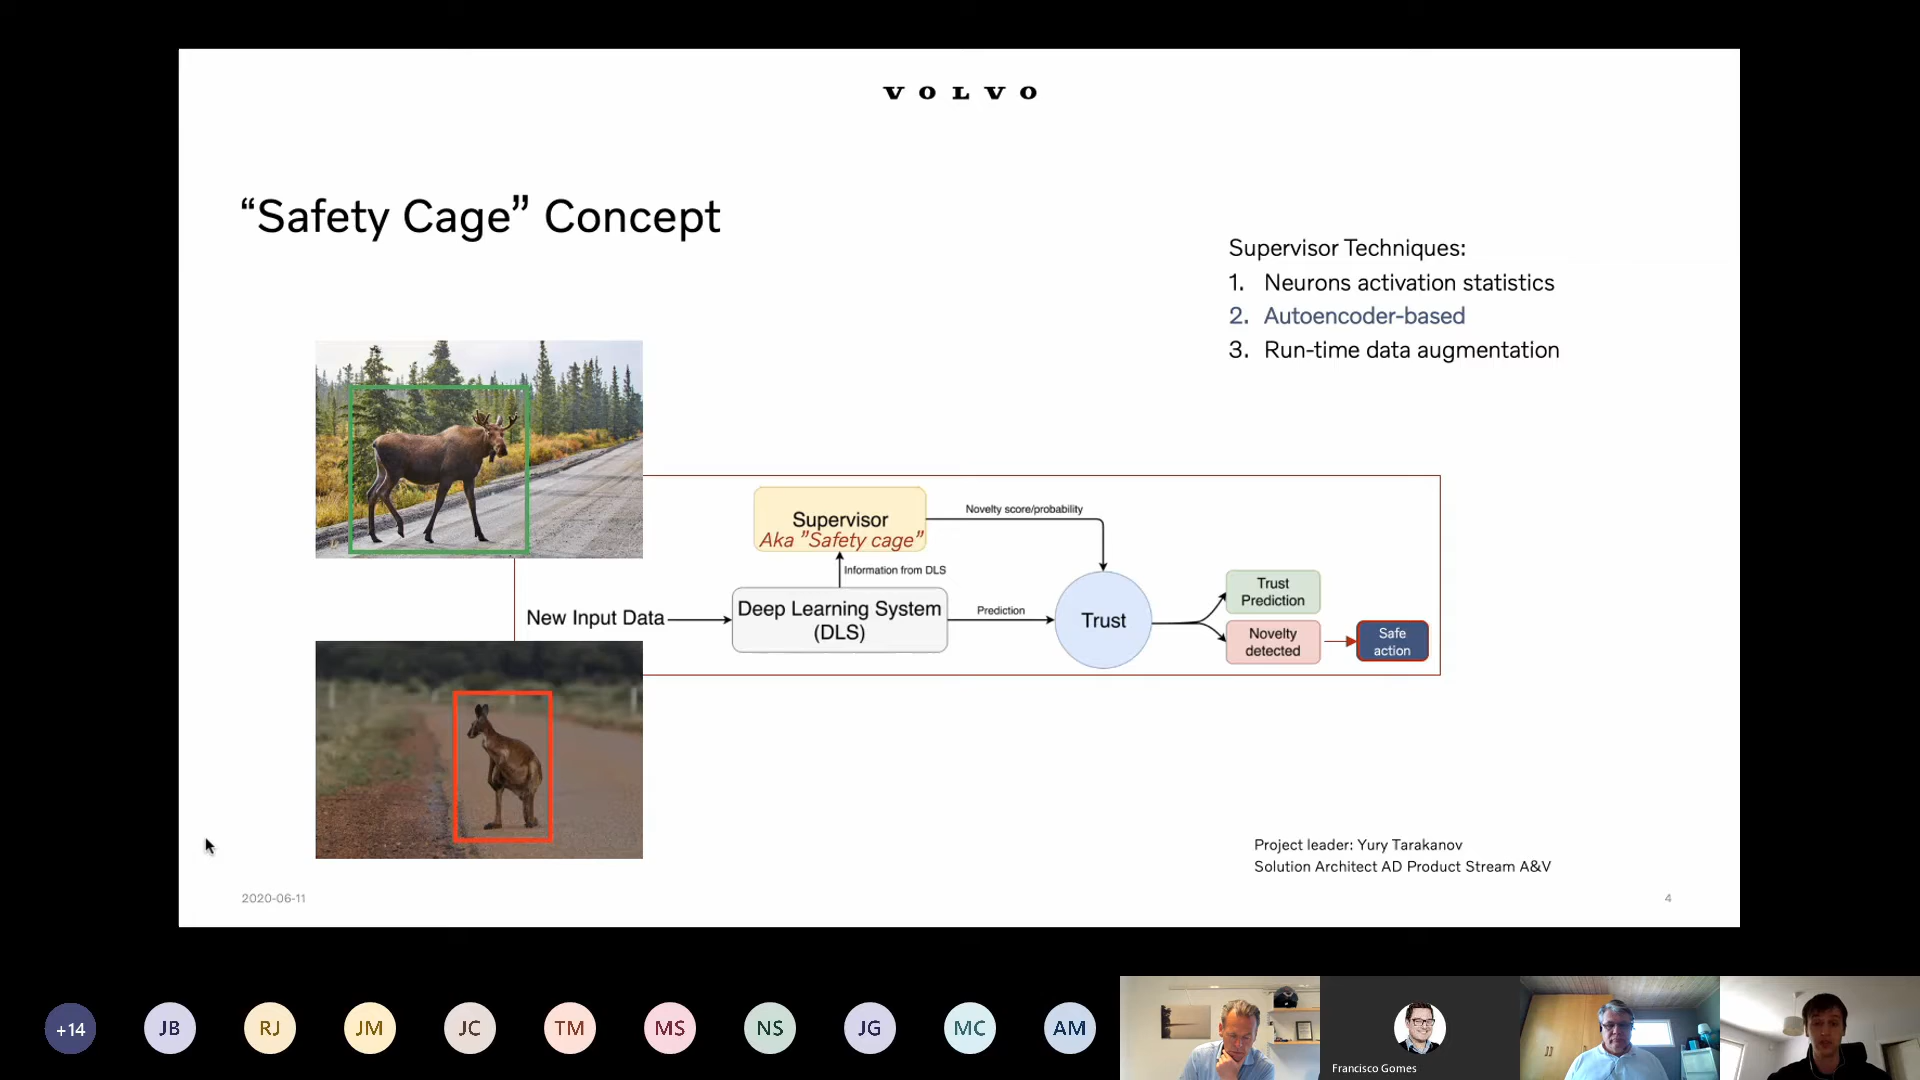 VOLVO
“Safety Cage” Concept
Supervisor Techniques:
1. Neurons activation statistics
2. Autoencoder-based
3. Run-time data augmentation
Supervisor
Aka ”Safety cage”
Novelty score/probability
Information from DLS
New Input Data
Deep Learning System
(DLS)
Prediction
Trust
Trust
Prediction
Novelty
detected
Safe
action
Project leader: Yury Tarakanov
Solution Architect AD Product Stream A&V
2020-06-11
4
+14
JB
RJ
JM
JC
TM
MS
NS
JG
MC
AM
Francisco Gomes